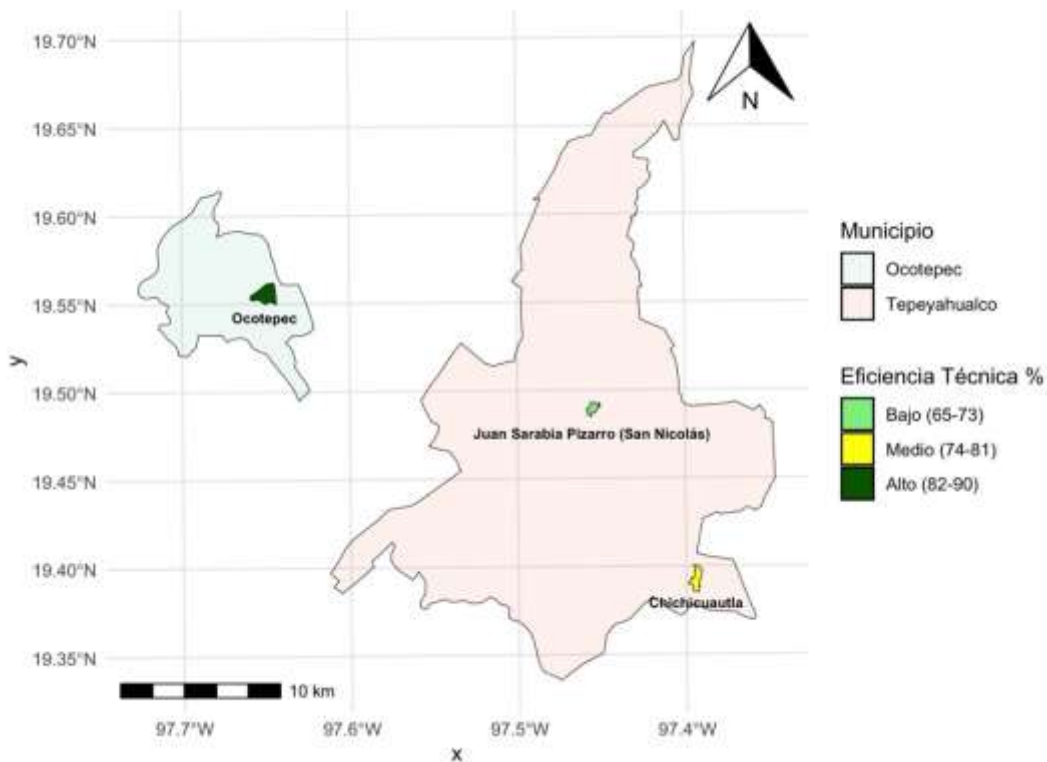 19.70°N
19.65°N
19.60°N
19.55°N
19.50°N
19.45°N
19.40°N
19.35°N
y
N
Ocotepec
Juan Sarabia Pizarro (San Nicolás)
Chichicuautla
10 km
97.7°W
97.6°W
97.5°W
97.4°W
x
Municipio
Ocotepec
Tepeyahualco
Eficiencia Técnica %
Bajo (65-73)
Medio (74-81)
Alto (82-90)